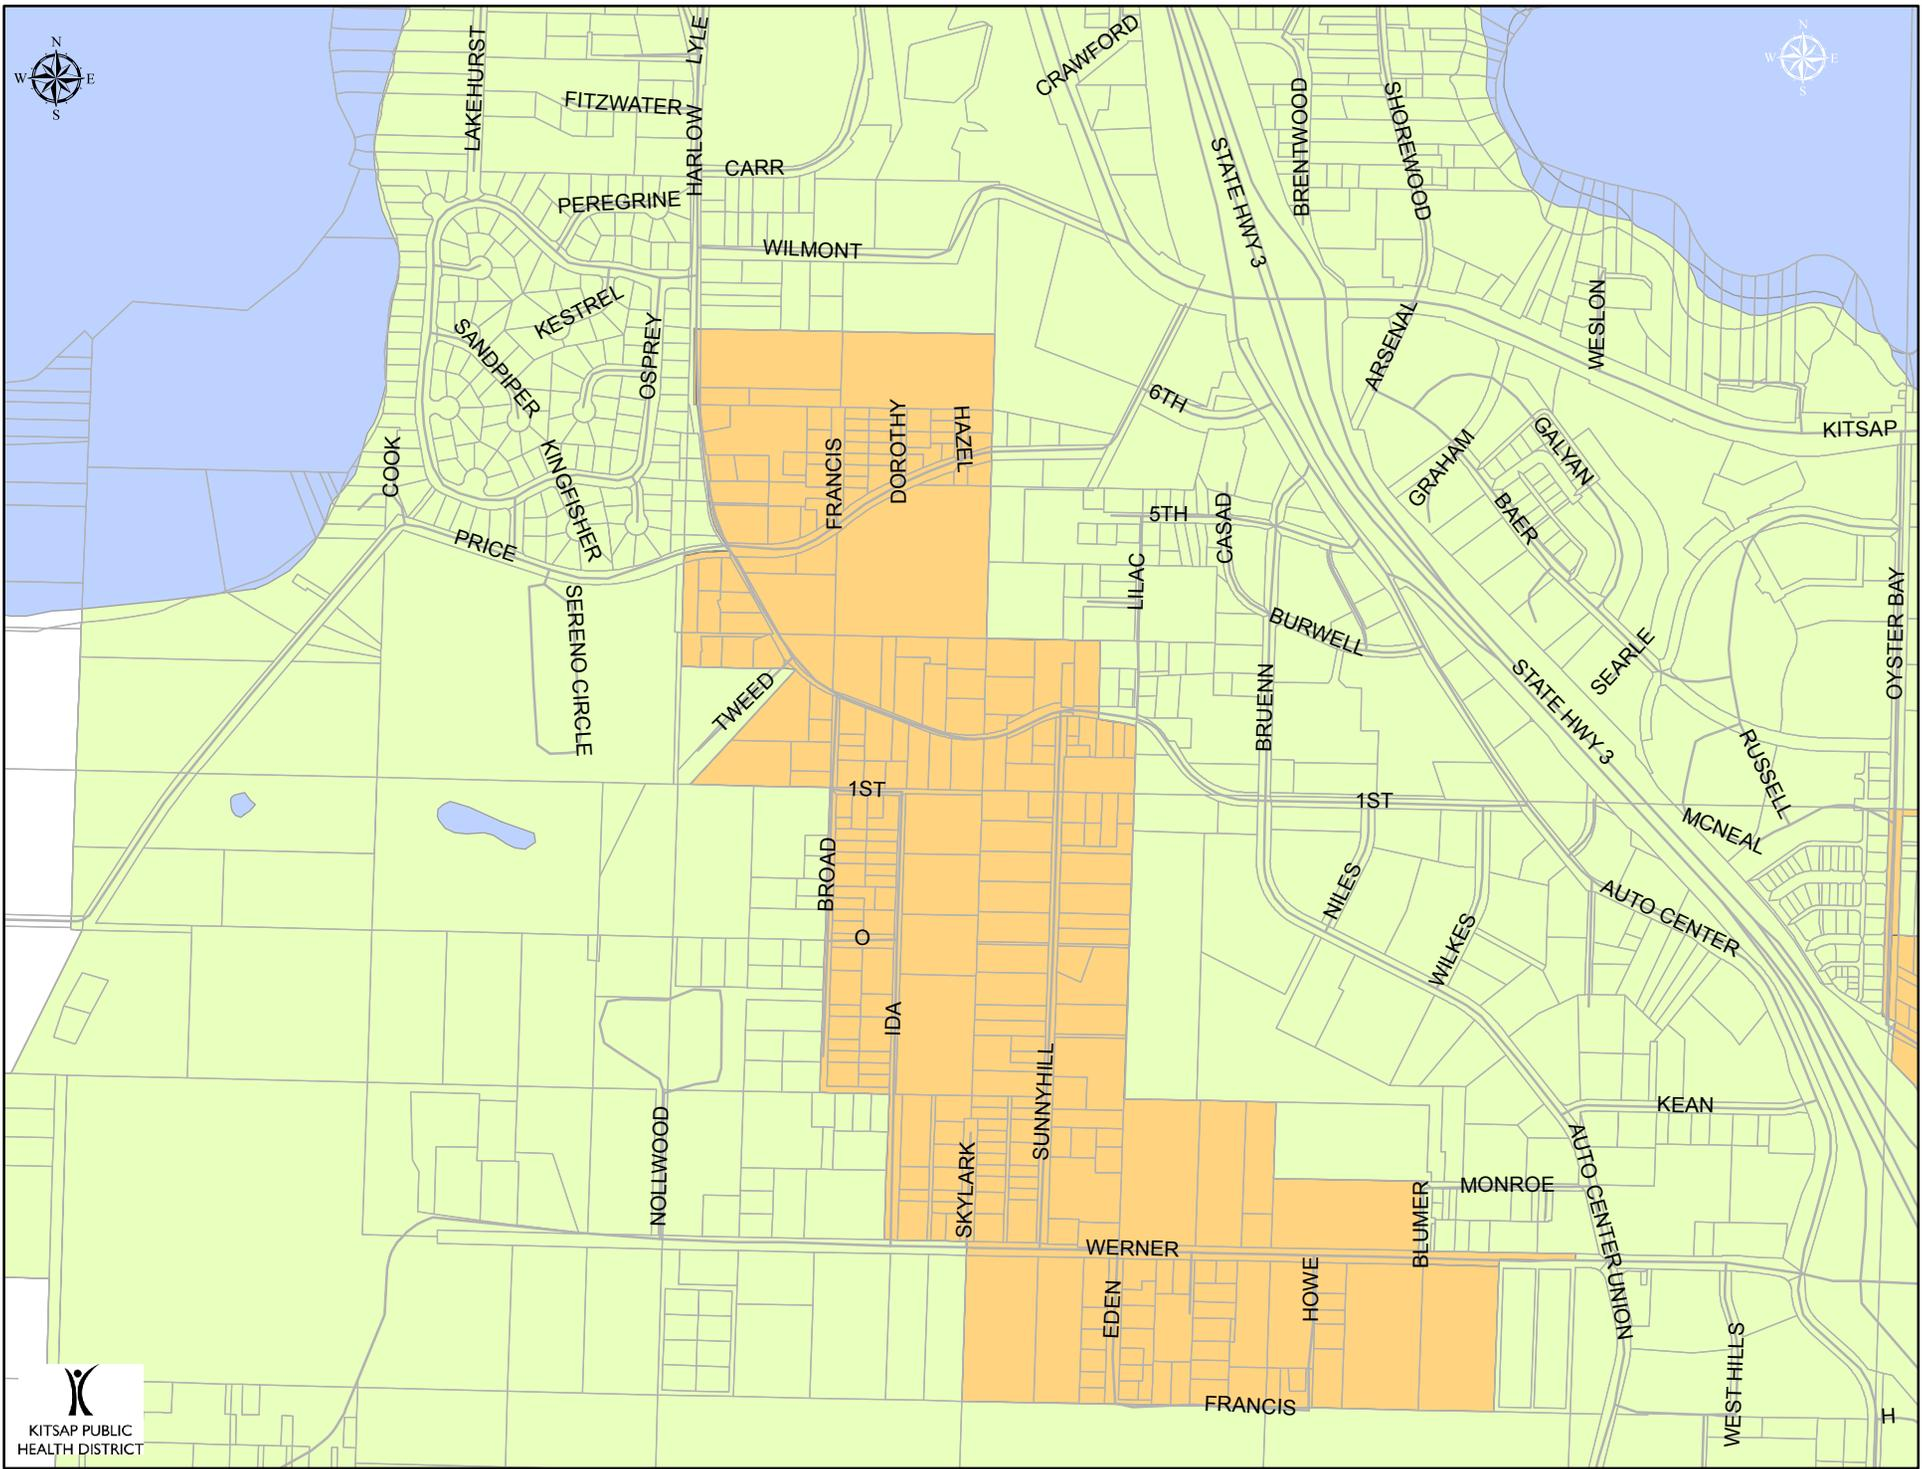 N
W E
S
N
W E
S
LAKEHURST
LYLE
CRAWFORD
FITZWATER
HARLOW
BRENTWOOD
SHOREWOOD
CARR
STATE HWY 3
PEREGRINE
WILMONT
KESTREL
SANDPIPER
OSPREY
ARSENAL
WESLON
6TH
FRANCIS
DOROTHY
HAZEL
KITSAP
COOK
KINGFISHER
GRAHAM
GALYAN
BAER
PRICE
5TH
CASAD
LILAC
SERENO CIRCLE
BURWELL
SEARLE
OYSTER BAY
TWEED
BRUENN
STATE HWY 3
RUSSELL
1ST
1ST
MCNEAL
BROAD
NILES
AUTO CENTER
O
WILKES
IDA
SUNNYHILL
KEAN
NOLLWOOD
SKYLARK
AUTO CENTER
MONROE
BLUMER
WERNER
EDEN
HOWE
UNION
WEST HILLS
FRANCIS
H
KITSAP PUBLIC
HEALTH DISTRICT